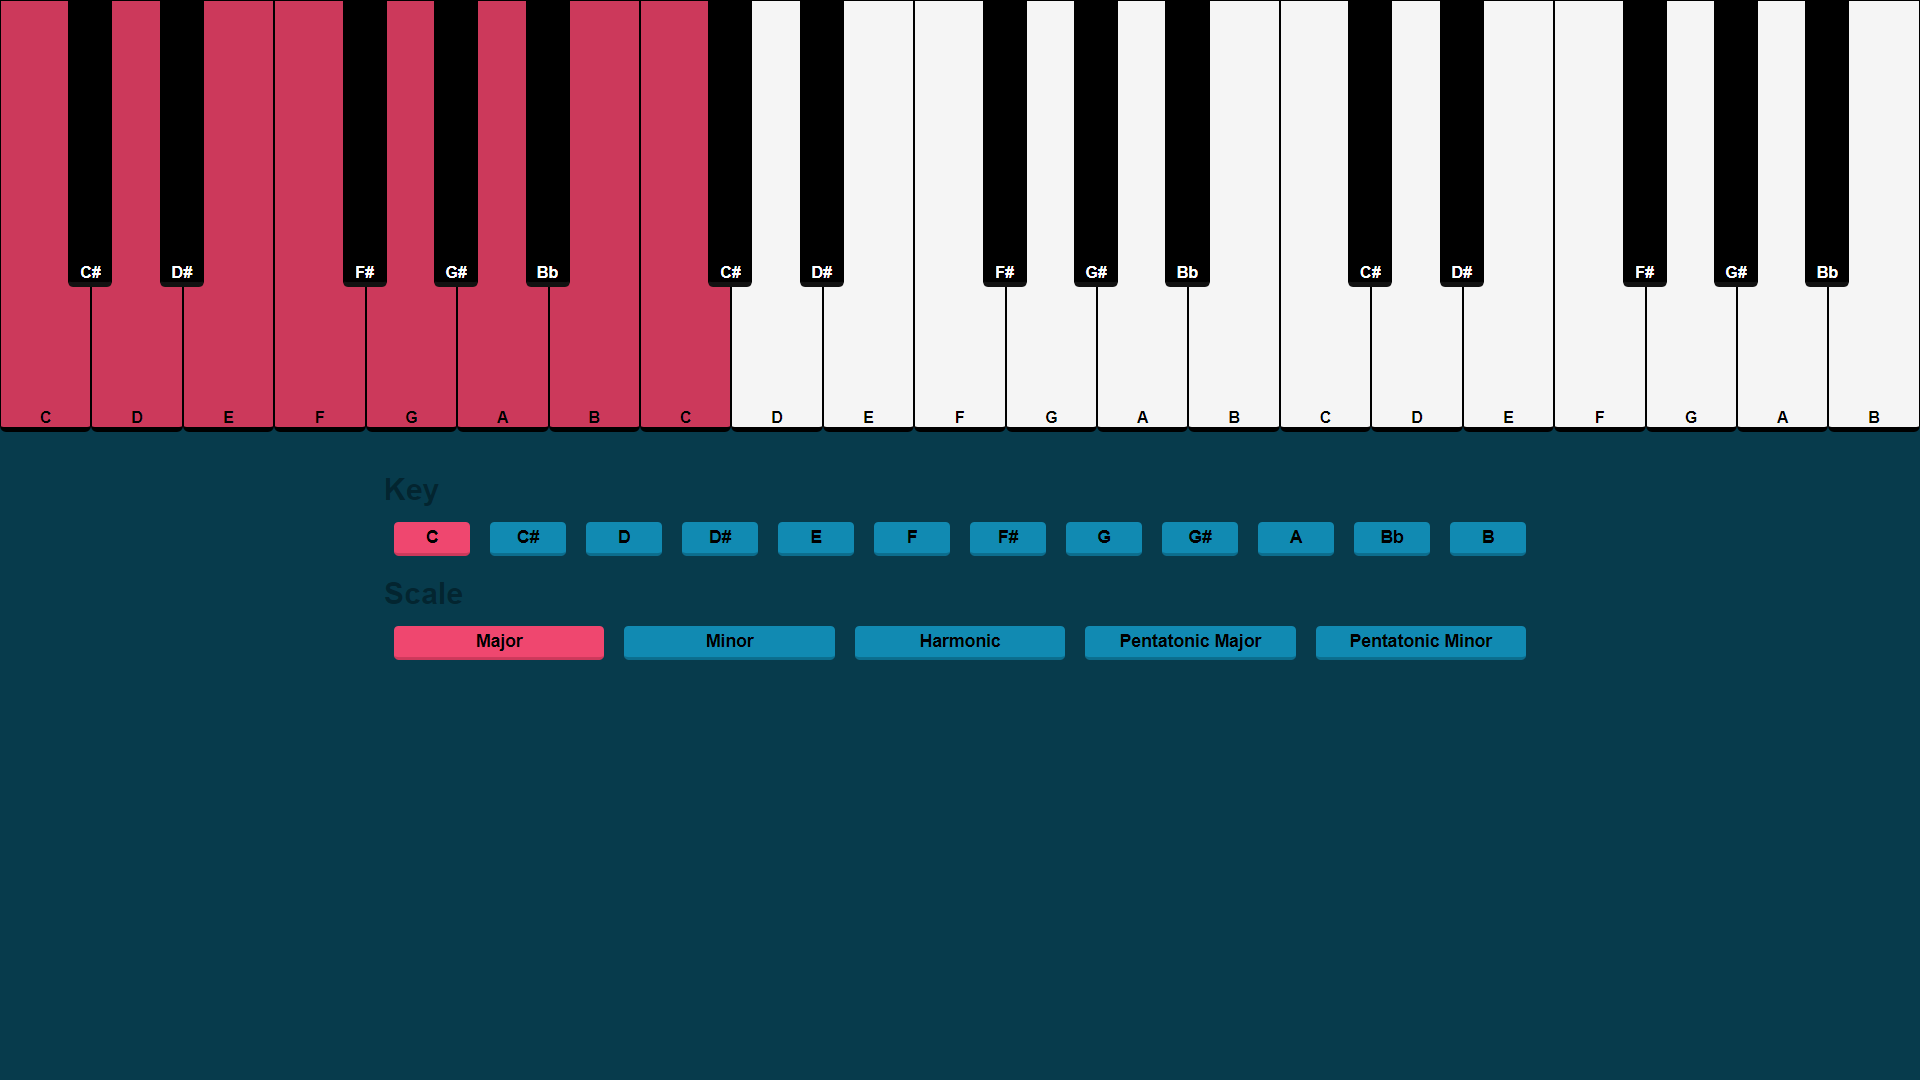 C# D# F# G# Bb C# D# F# G# Bb C# D# F# G# Bb
C D E F G A B C D E F G A B C D E F G A B
Key
C C# D D# E F F# G G# A Bb B
Scale
Major Minor Harmonic Pentatonic Major Pentatonic Minor